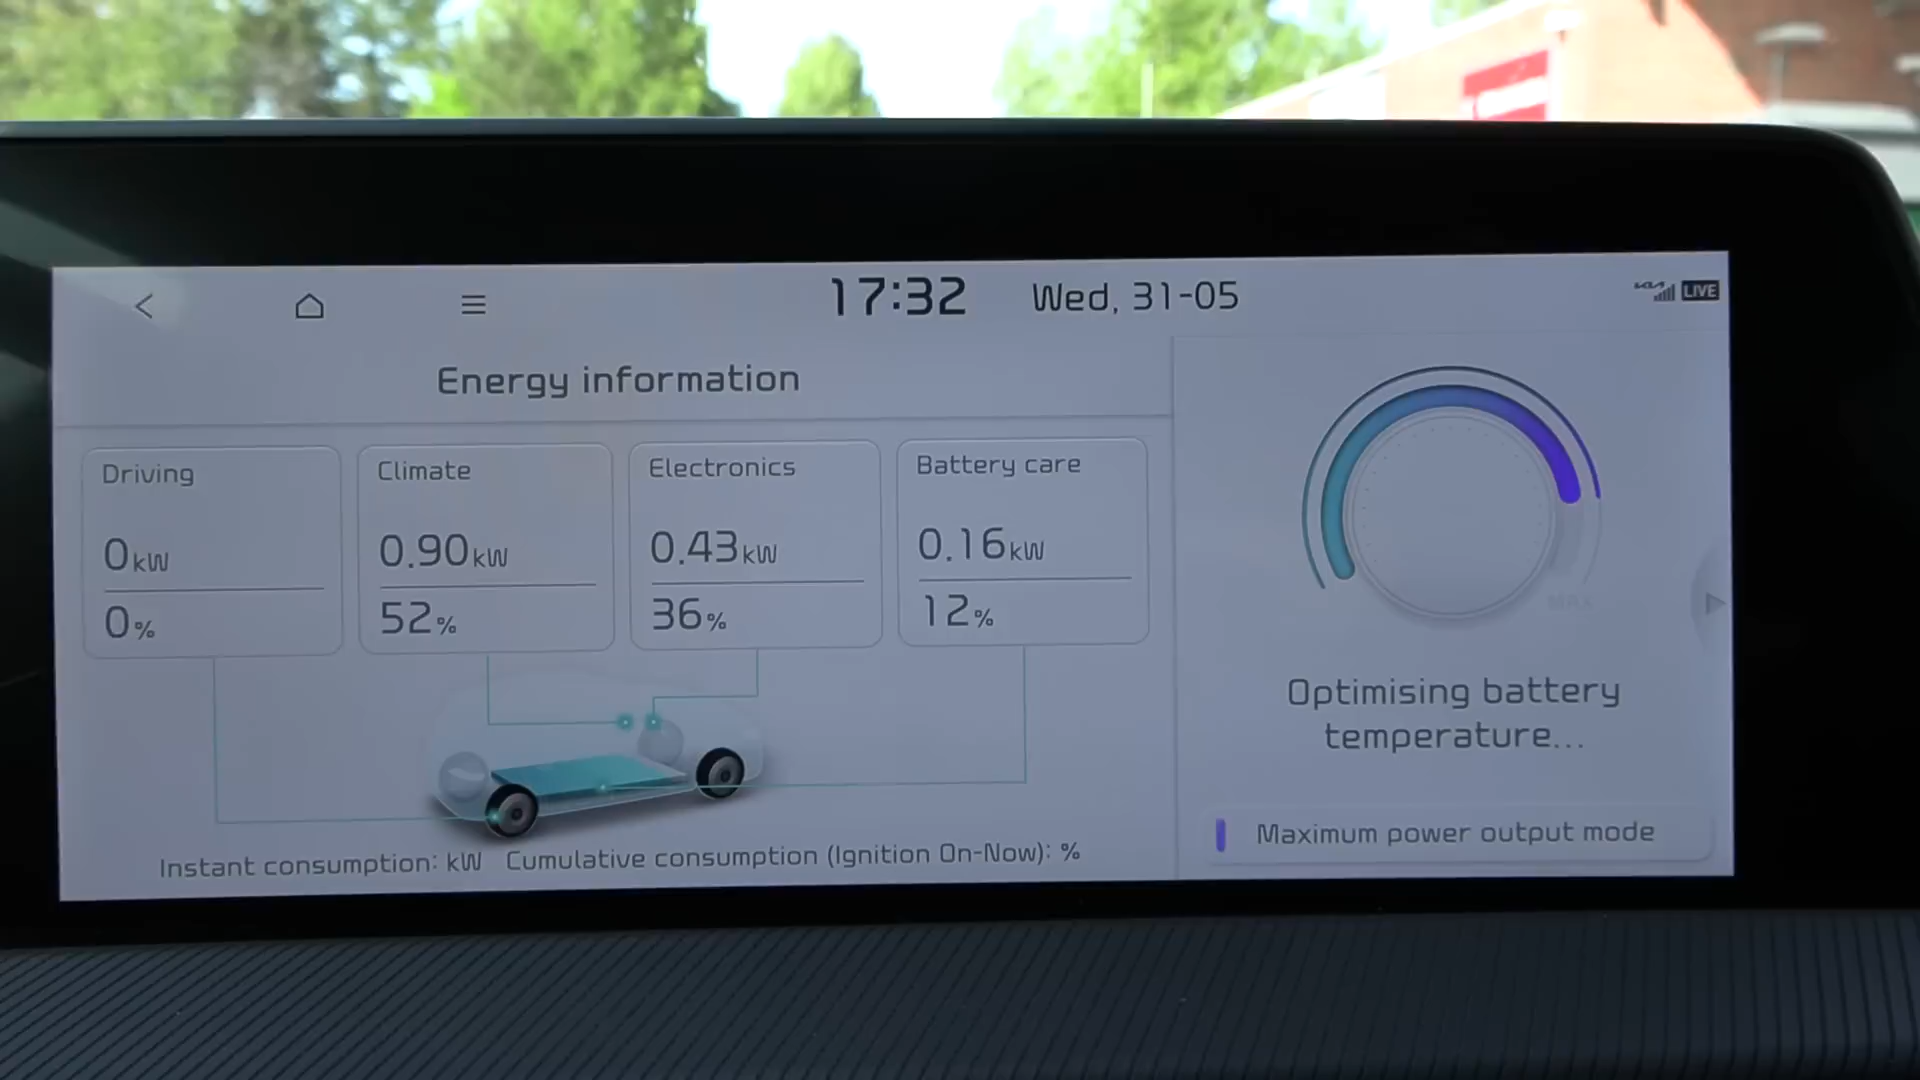 17:32 Wed, 31-05
KIA LIVE
Energy information
Driving
0kW
0%
Climate
0.90kW
52%
Electronics
0.43kW
36%
Battery care
0.16kW
12%
Instant consumption: kW Cumulative consumption (Ignition On-Now): %
MAX
Optimising battery
temperature...
Maximum power output mode